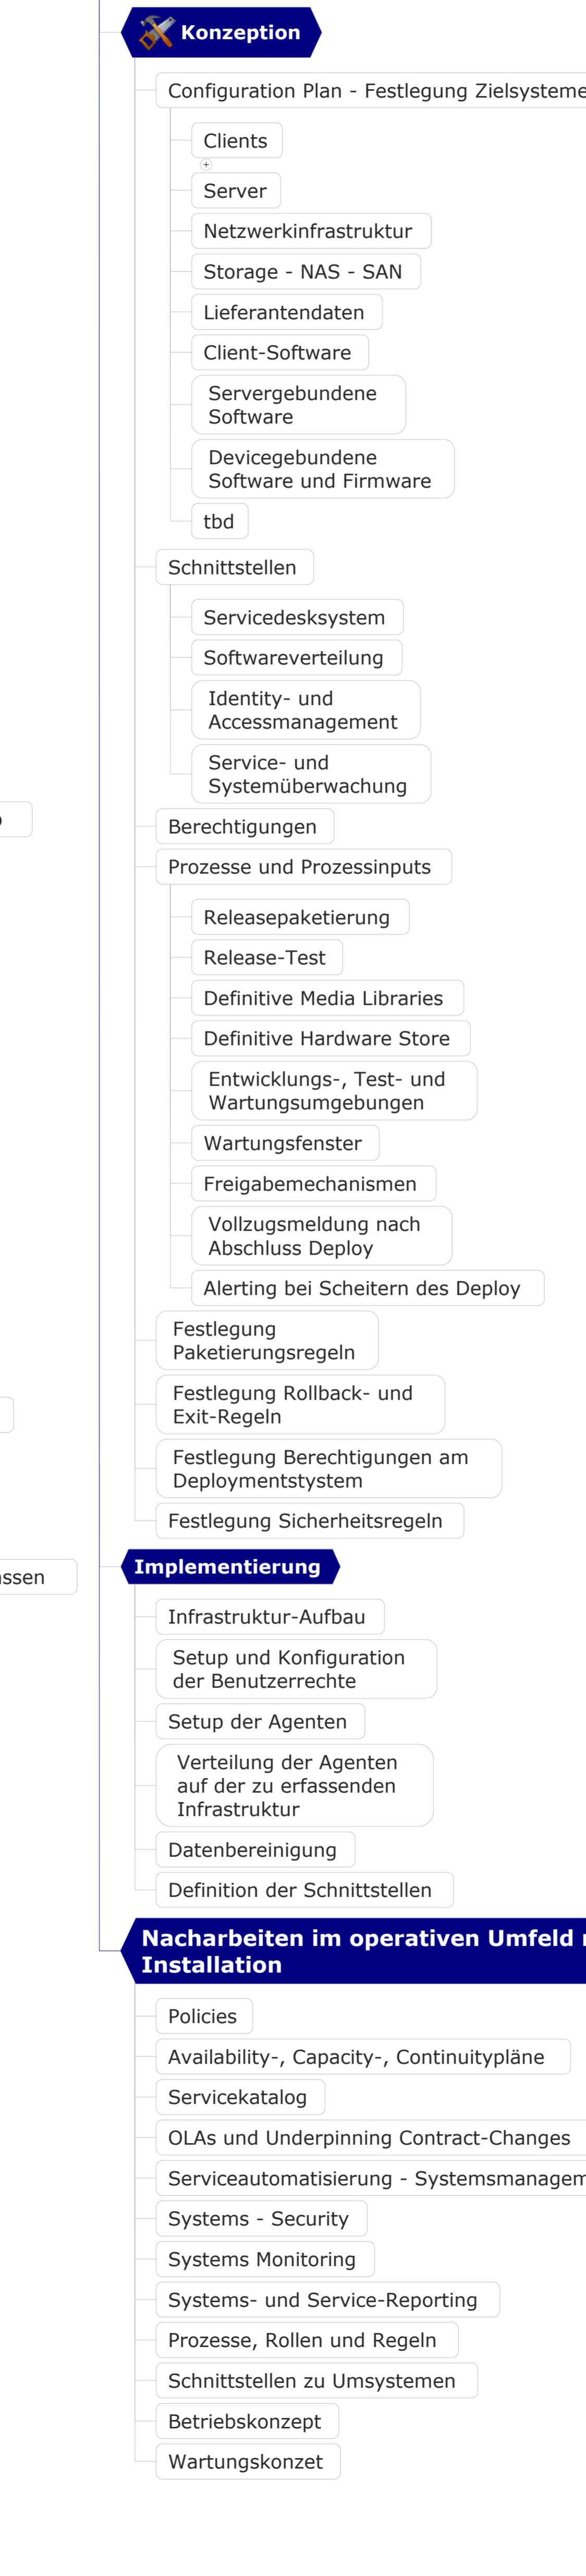 Konzeption
Configuration Plan - Festlegung Zielsysteme
Clients
Server
Netzwerkinfrastruktur
Storage - NAS - SAN
Lieferantendaten
Client-Software
Servergebundene
Software
Devicegebundene
Software und Firmware
tbd
Schnittstellen
Servicedesksystem
Softwareverteilung
Identity- und
Accessmanagement
Service- und
Systemüberwachung
Berechtigungen
Prozesse und Prozessinputs
Releasepaketierung
Release-Test
Definitive Media Libraries
Definitive Hardware Store
Entwicklungs-, Test- und
Wartungsumgebungen
Wartungsfenster
Freigabemechanismen
Vollzugsmeldung nach
Abschluss Deploy
Alerting bei Scheitern des Deploy
Festlegung
Paketierungsregeln
Festlegung Rollback- und
Exit-Regeln
Festlegung Berechtigungen am
Deploymentstystem
Festlegung Sicherheitsregeln
ssen
Implementierung
Infrastruktur-Aufbau
Setup und Konfiguration
der Benutzerrechte
Setup der Agenten
Verteilung der Agenten
auf der zu erfassenden
Infrastruktur
Datenbereinigung
Definition der Schnittstellen
Nacharbeiten im operativen Umfeld
Installation
Policies
Availability-, Capacity-, Continuitypläne
Servicekatalog
OLAs und Underpinning Contract-Changes
Serviceautomatisierung - Systemsmanagem
Systems - Security
Systems Monitoring
Systems- und Service-Reporting
Prozesse, Rollen und Regeln
Schnittstellen zu Umsystemen
Betriebskonzept
Wartungskonzet